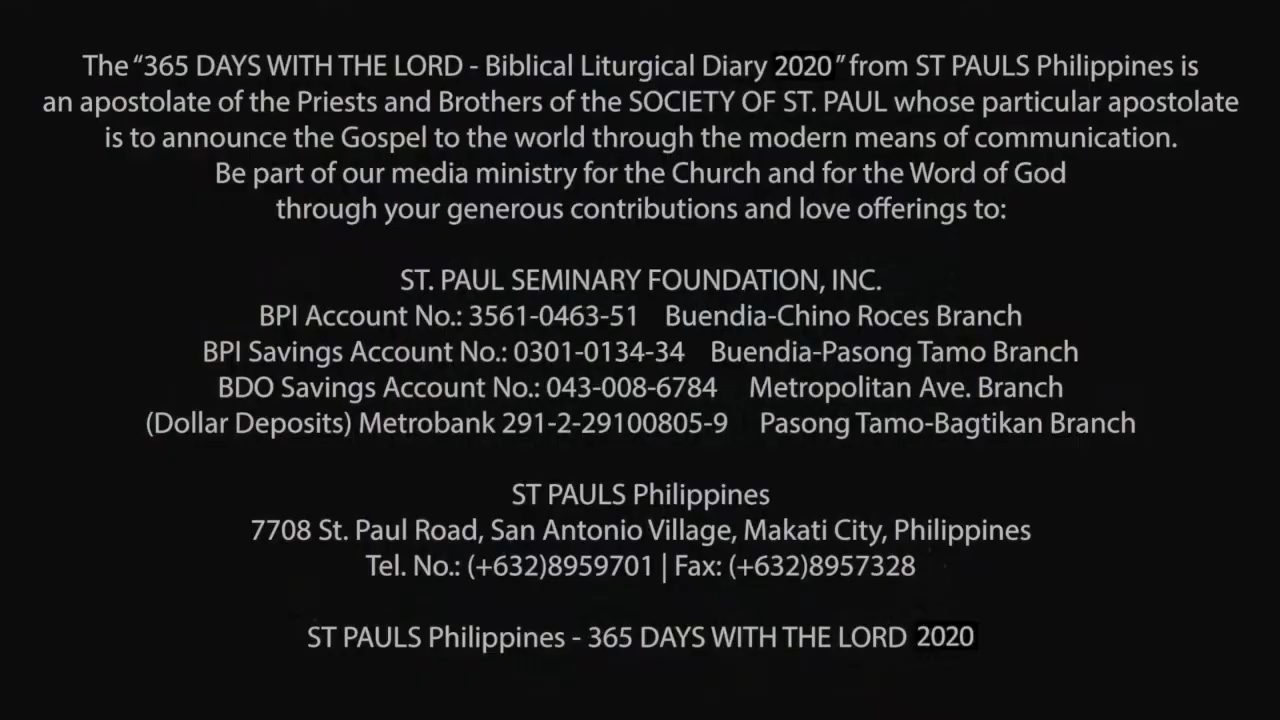 The “365 DAYS WITH THE LORD - Biblical Liturgical Diary 2020” from ST PAULS Philippines is
an apostolate of the Priests and Brothers of the SOCIETY OF ST. PAUL whose particular apostolate
is to announce the Gospel to the world through the modern means of communication.
Be part of our media ministry for the Church and for the Word of God
through your generous contributions and love offerings to:
ST. PAUL SEMINARY FOUNDATION, INC.
BPI Account No.: 3561-0463-51 Buendia-Chino Roces Branch
BPI Savings Account No.: 0301-0134-34 Buendia-Pasong Tamo Branch
BDO Savings Account No.: 043-008-6784 Metropolitan Ave. Branch
(Dollar Deposits) Metrobank 291-2-29100805-9 Pasong Tamo-Bagtikan Branch
ST PAULS Philippines
7708 St. Paul Road, San Antonio Village, Makati City, Philippines
Tel. No.: (+632)8959701 | Fax: (+632)8957328
ST PAULS Philippines - 365 DAYS WITH THE LORD 2020